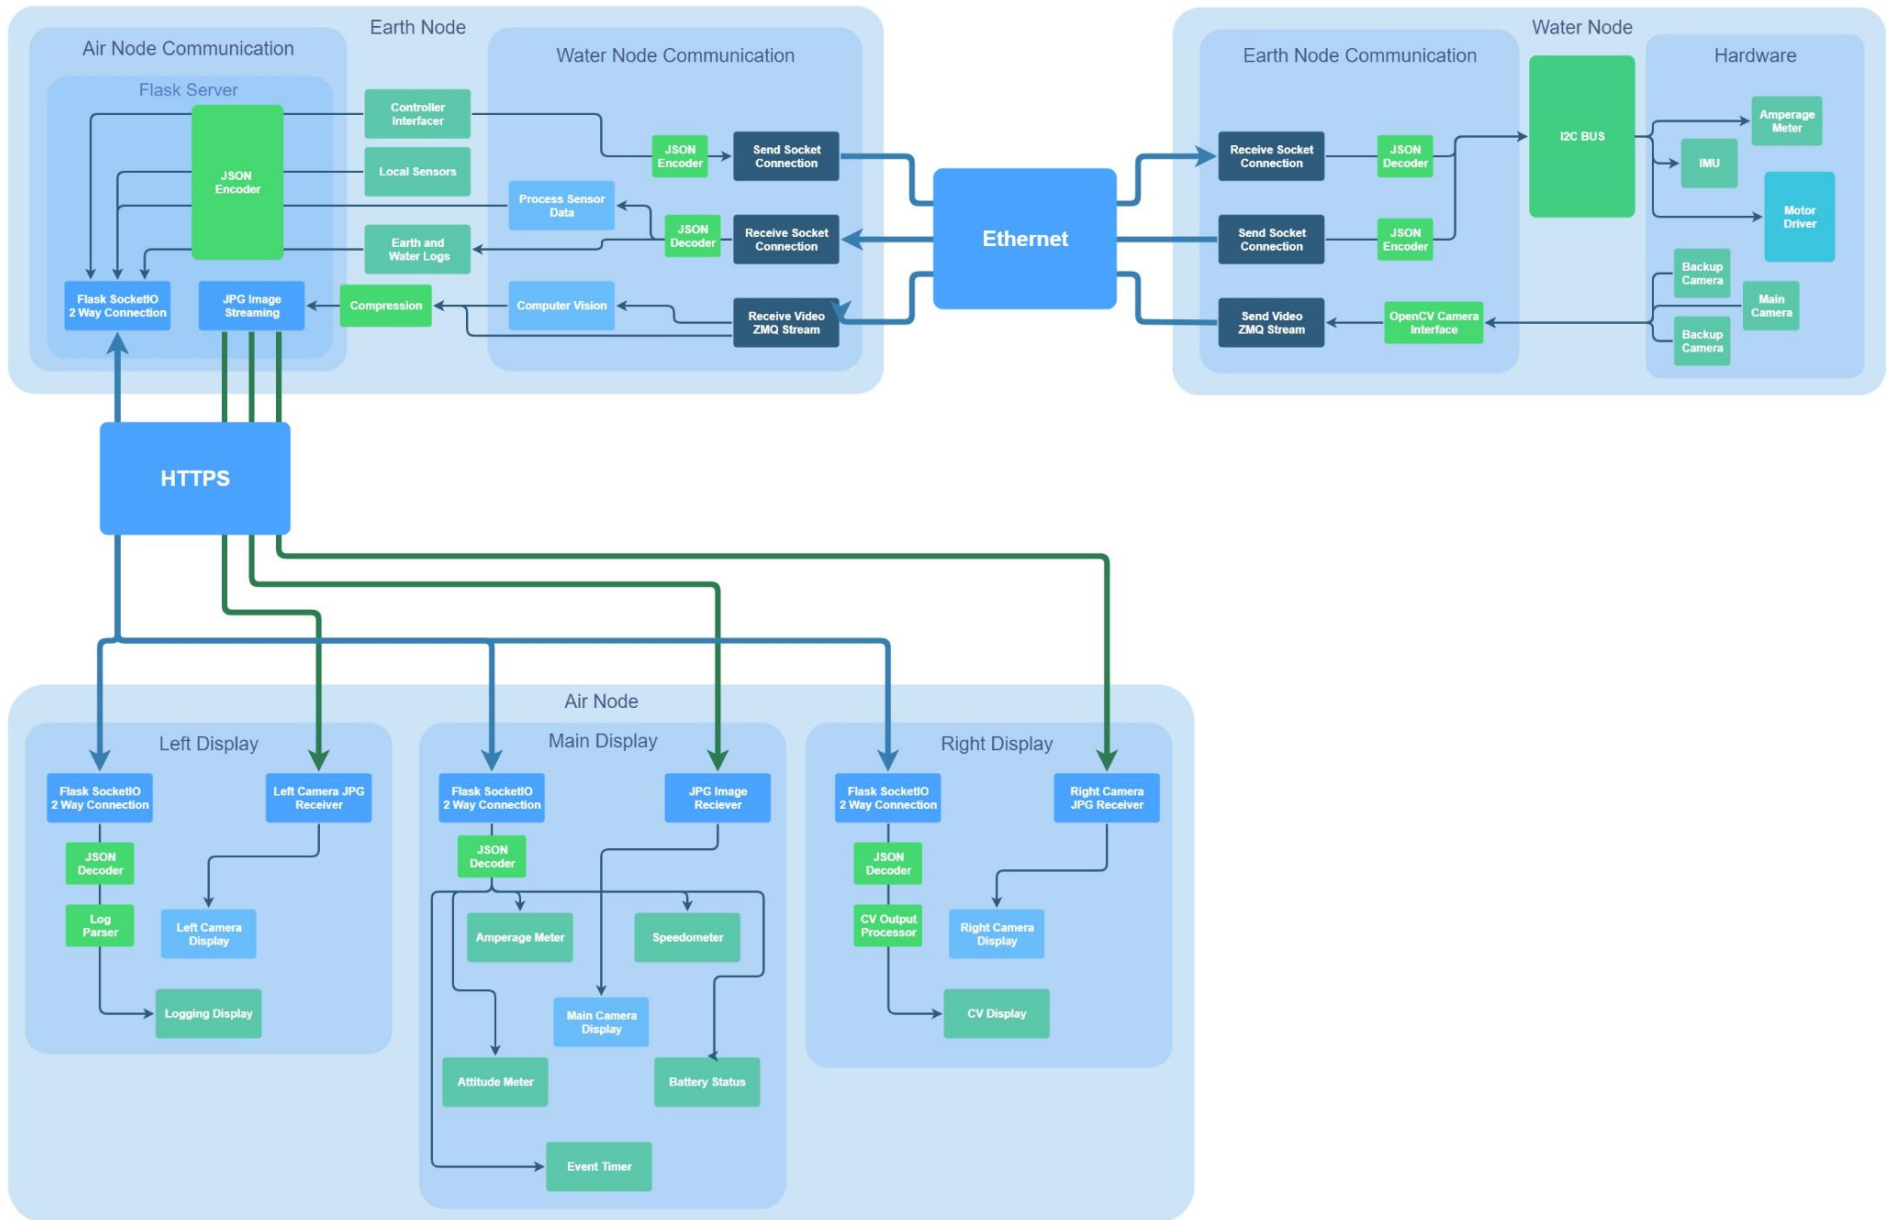 Earth Node
Air Node Communication
Flask Server
JSON
Encoder
Controller
Interfacer
Local Sensors
Earth and
Water Logs
Flask SocketIO
2 Way Connection
JPG Image
Streaming
Compression
Water Node Communication
JSON
Encoder
Send Socket
Connection
Process Sensor
Data
JSON
Decoder
Receive Socket
Connection
Computer Vision
Receive Video
ZMQ Stream
Ethernet
Water Node
Earth Node Communication
Receive Socket
Connection
JSON
Decoder
Send Socket
Connection
JSON
Encoder
Send Video
ZMQ Stream
OpenCV Camera
Interface
I2C BUS
Hardware
Amperage
Meter
IMU
Motor
Driver
Backup
Camera
Main
Camera
Backup
Camera
HTTPS
Air Node
Left Display
Flask SocketIO
2 Way Connection
Left Camera JPG
Receiver
JSON
Decoder
Log
Parser
Left Camera
Display
Logging Display
Main Display
Flask SocketIO
2 Way Connection
JPG Image
Reciever
JSON
Decoder
Amperage Meter
Speedometer
Main Camera
Display
Attitude Meter
Battery Status
Event Timer
Right Display
Flask SocketIO
2 Way Connection
Right Camera
JPG Receiver
JSON
Decoder
CV Output
Processor
Right Camera
Display
CV Display